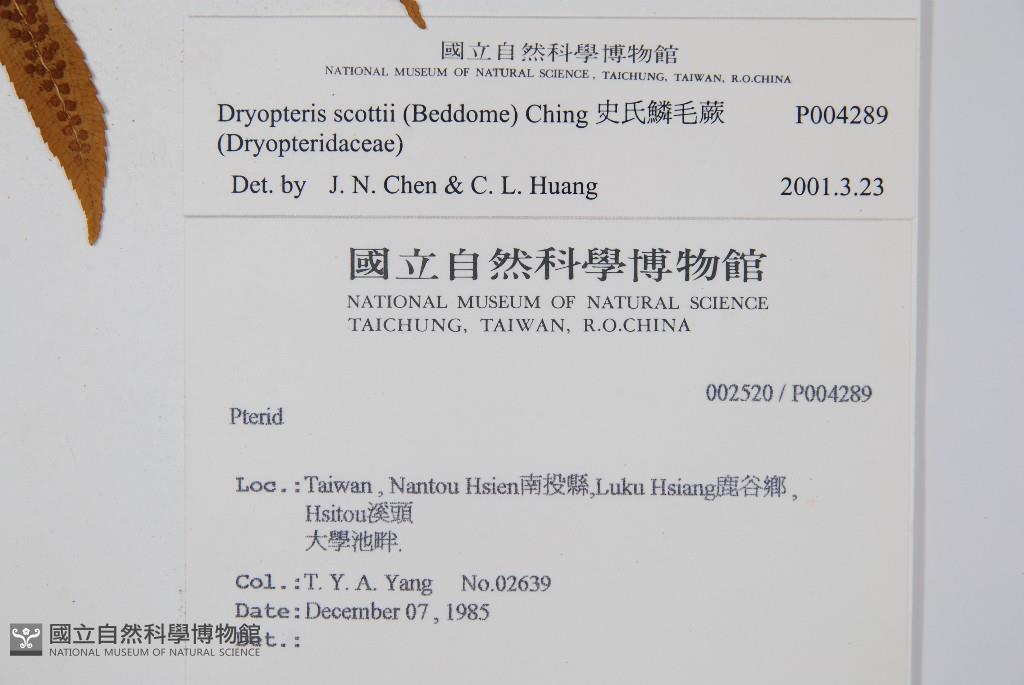 國立自然科學博物館
NATIONAL MUSEUM OF NATURAL SCIENCE, TAICHUNG, TAIWAN, R.O.CHINA
Dryopteris scottii (Beddome) Ching 史氏鱗毛蕨 P004289
(Dryopteridaceae)
Det. by J. N. Chen & C. L. Huang 2001.3.23
國立自然科學博物館
NATIONAL MUSEUM OF NATURAL SCIENCE
TAICHUNG, TAIWAN, R.O.CHINA
002520 / P004289
Pterid
Loc.:Taiwan , Nantou Hsien南投縣,Luku Hsiang鹿谷鄉 ,
Hsitou溪頭
大學池畔.
Col.:T. Y. A. Yang No.02639
Date:December 07 , 1985
Det.:
國立自然科學博物館
NATIONAL MUSEUM OF NATURAL SCIENCE